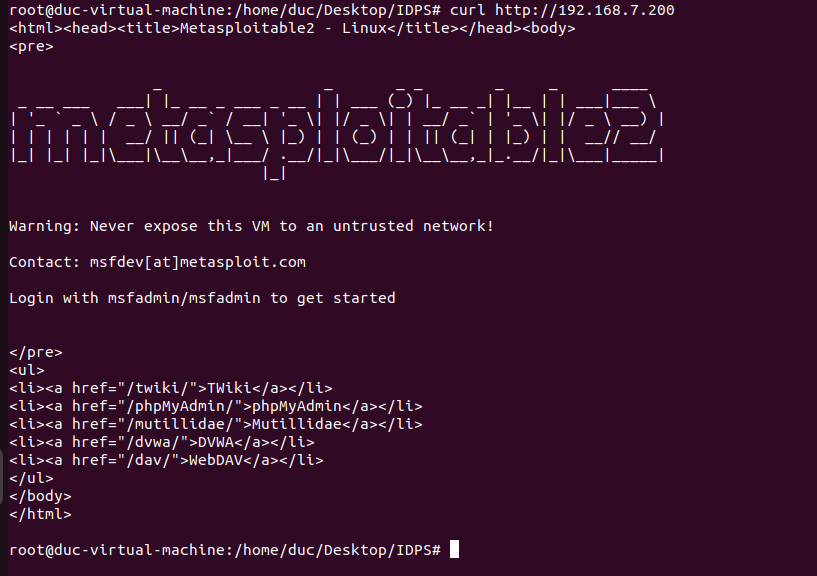 root@duc-virtual-machine:/home/duc/Desktop/IDPS# curl http://192.168.7.200
<html><head><title>Metasploitable2 - Linux</title></head><body>
<pre>
                _                  _       _ _        _     _      ____  
 _ __ ___   ___| |_ __ _ ___ _ __ | | ___ (_) |_ __ _| |__ | | ___|___ \ 
| '_ ` _ \ / _ \ __/ _` / __| '_ \| |/ _ \| | __/ _` | '_ \| |/ _ \ __) |
| | | | | |  __/ || (_| \__ \ |_) | | (_) | | || (_| | |_) | |  __// __/ 
|_| |_| |_|\___|\__\__,_|___/ .__/|_|\___/|_|\__\__,_|_.__/|_|\___|_____|
                            |_|
Warning: Never expose this VM to an untrusted network!
Contact: msfdev[at]metasploit.com
Login with msfadmin/msfadmin to get started
</pre>
<ul>
<li><a href="/twiki/">TWiki</a></li>
<li><a href="/phpMyAdmin/">phpMyAdmin</a></li>
<li><a href="/mutillidae/">Mutillidae</a></li>
<li><a href="/dvwa/">DVWA</a></li>
<li><a href="/dav/">WebDAV</a></li>
</ul>
</body>
</html>
root@duc-virtual-machine:/home/duc/Desktop/IDPS#